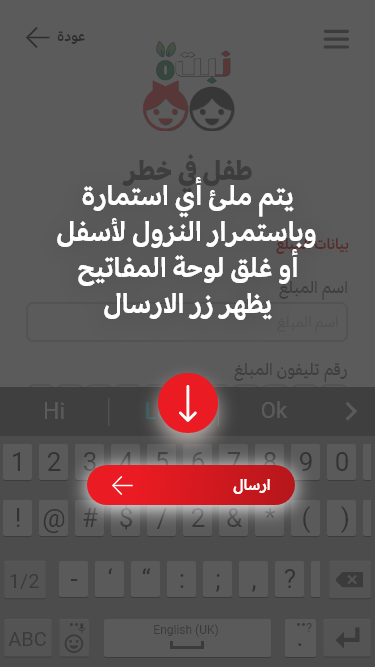 عودة
نبتة
طفل في خطر
يتم ملئ أي استمارة
وباستمرار النزول لأسفل
بيانات المبلغ
أو غلق لوحة المفاتيح
اسم المبلغ
يظهر زر الارسال
اسم المبلغ
رقم تليفون المبلغ
Hi
Ok
1 2 3 4 5 6 7 8 9 0
ارسال
! @ # $ / 2 & * ( )
1/2 - ‘ “ : ; , ?
ABC English (UK) .